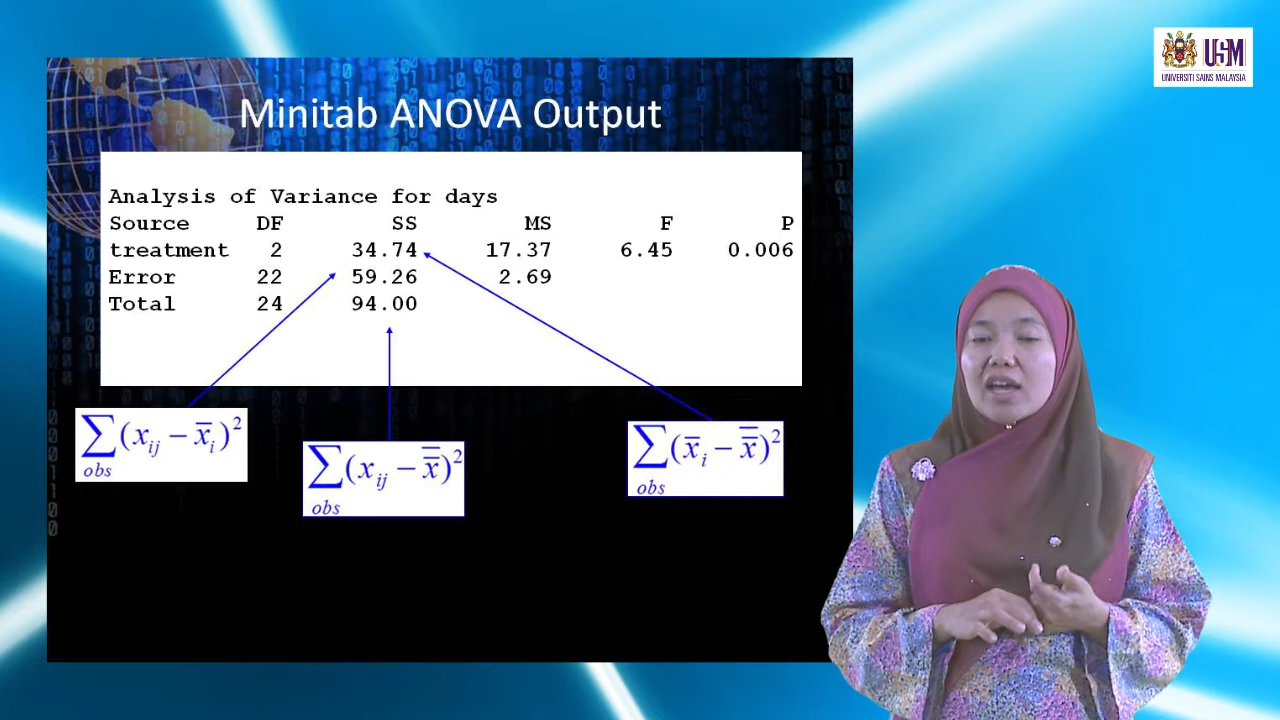 USM
UNIVERSITI SAINS MALAYSIA
Minitab ANOVA Output
Analysis of Variance for days
Source DF SS MS F P
treatment 2 34.74 17.37 6.45 0.006
Error 22 59.26 2.69
Total 24 94.00
∑(x_ij − x̄_i)²
obs
∑(x_ij − x̿)²
obs
∑(x̄_i − x̿)²
obs